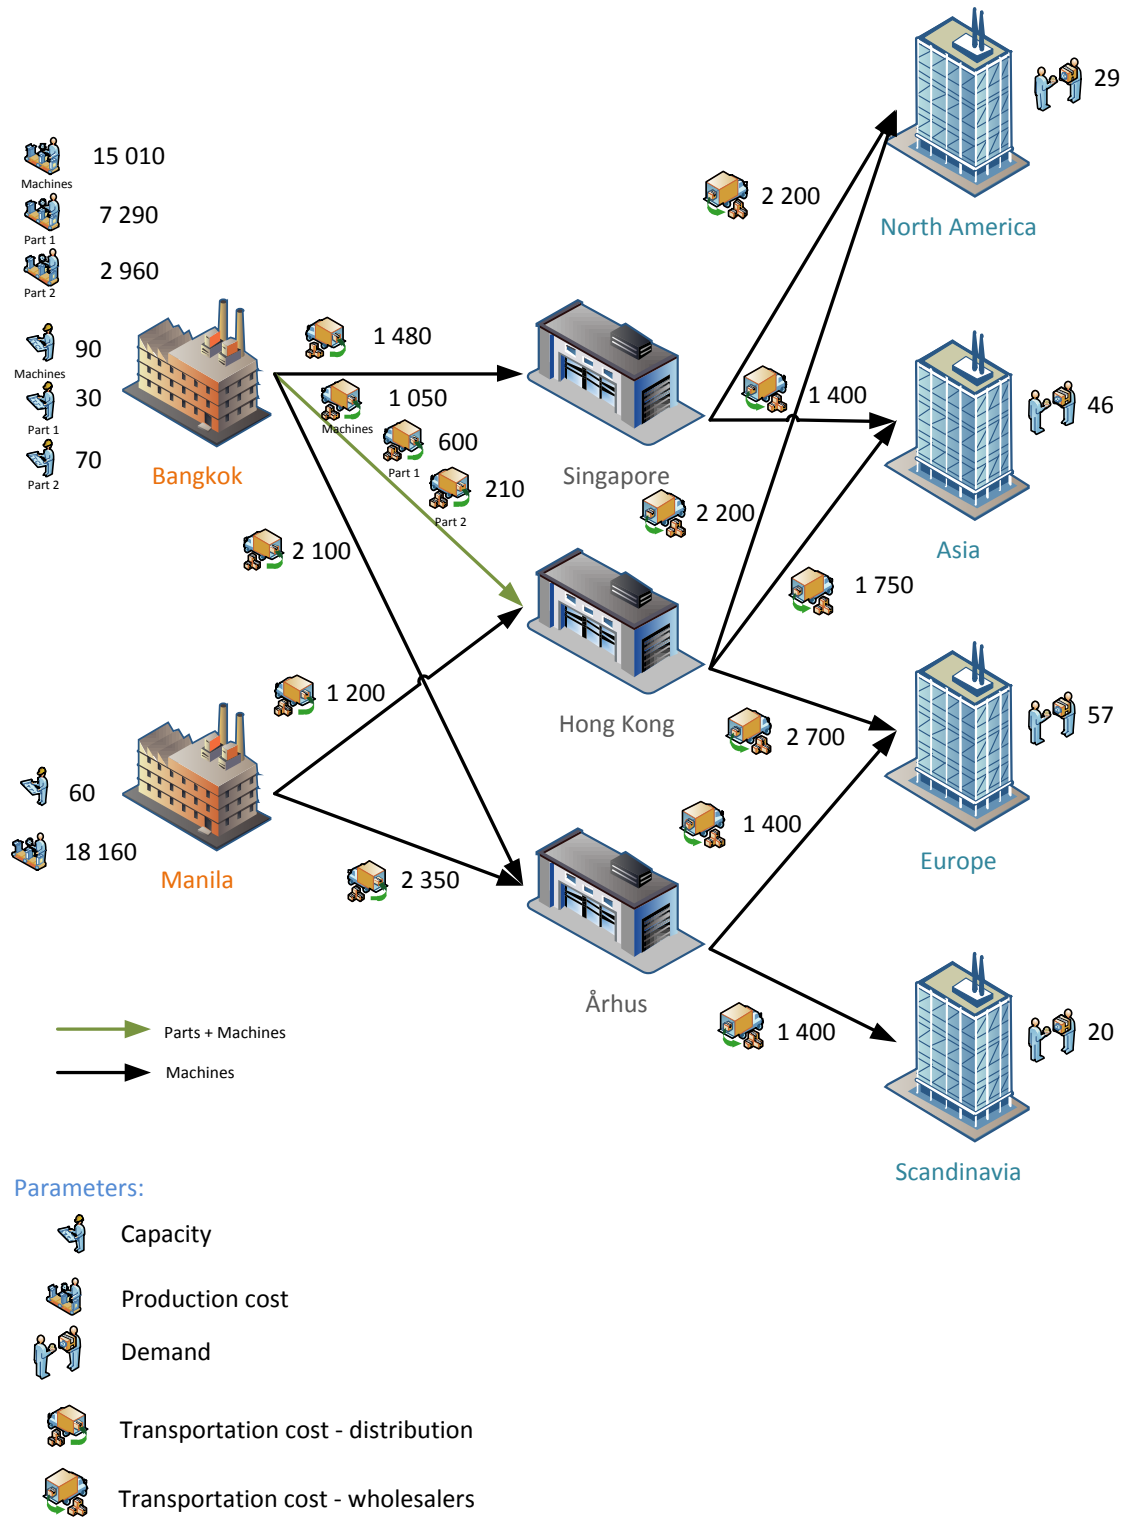 29
15 010
Machines
7 290
Part 1
2 960
Part 2
2 200
North America
90
Machines
30
Part 1
70
Part 2
Bangkok
1 480
1 050
Machines
600
Part 1
210
Part 2
Singapore
1 400
46
Asia
2 100
2 200
1 750
1 200
Hong Kong
2 700
57
Europe
60
18 160
Manila
2 350
1 400
Århus
1 400
20
Scandinavia
Parts + Machines
Machines
Parameters:
Capacity
Production cost
Demand
Transportation cost - distribution
Transportation cost - wholesalers